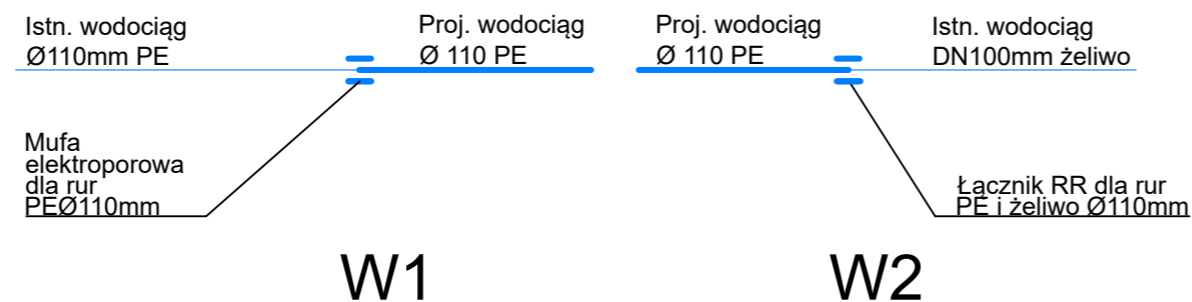 Istn. wodociąg
Ø110mm PE
Proj. wodociąg
Ø 110 PE
Mufa
elektroporowa
dla rur
PEØ110mm
W1
Proj. wodociąg
Ø 110 PE
Istn. wodociąg
DN100mm żeliwo
Łącznik RR dla rur
PE i żeliwo Ø110mm
W2